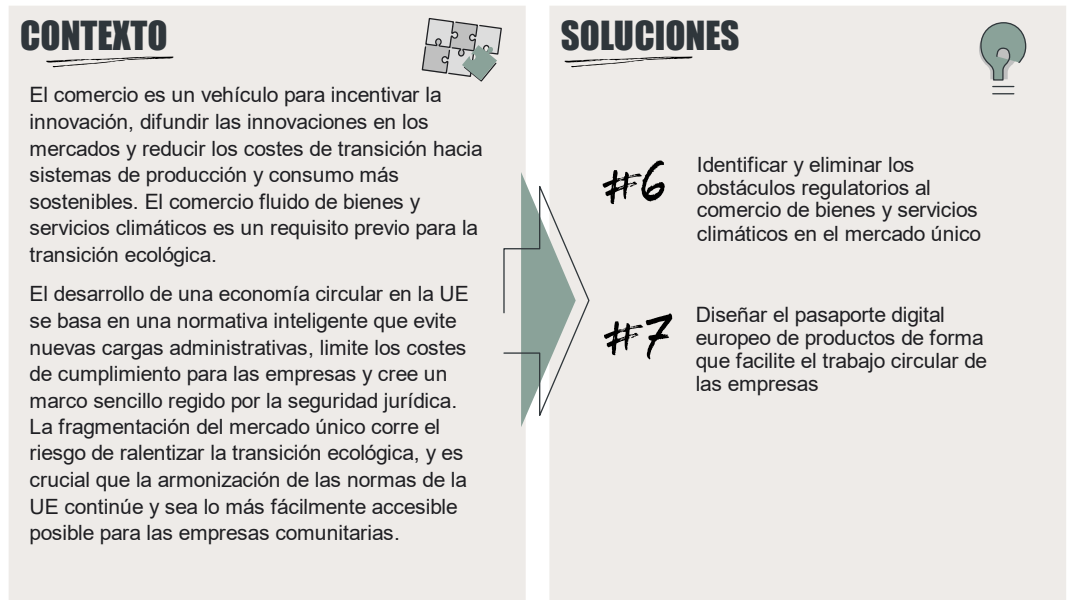 CONTEXTO
El comercio es un vehículo para incentivar la
innovación, difundir las innovaciones en los
mercados y reducir los costes de transición hacia
sistemas de producción y consumo más
sostenibles. El comercio fluido de bienes y
servicios climáticos es un requisito previo para la
transición ecológica.
El desarrollo de una economía circular en la UE
se basa en una normativa inteligente que evite
nuevas cargas administrativas, limite los costes
de cumplimiento para las empresas y cree un
marco sencillo regido por la seguridad jurídica.
La fragmentación del mercado único corre el
riesgo de ralentizar la transición ecológica, y es
crucial que la armonización de las normas de la
UE continúe y sea lo más fácilmente accesible
posible para las empresas comunitarias.
SOLUCIONES
#6
Identificar y eliminar los
obstáculos regulatorios al
comercio de bienes y servicios
climáticos en el mercado único
#7
Diseñar el pasaporte digital
europeo de productos de forma
que facilite el trabajo circular de
las empresas